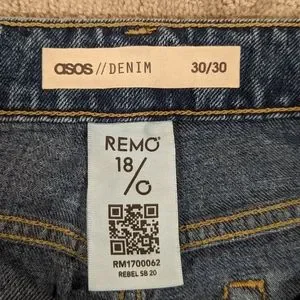 asos//DENIM 30/30
REMO
18/O
RM1700062
REBEL SB 20